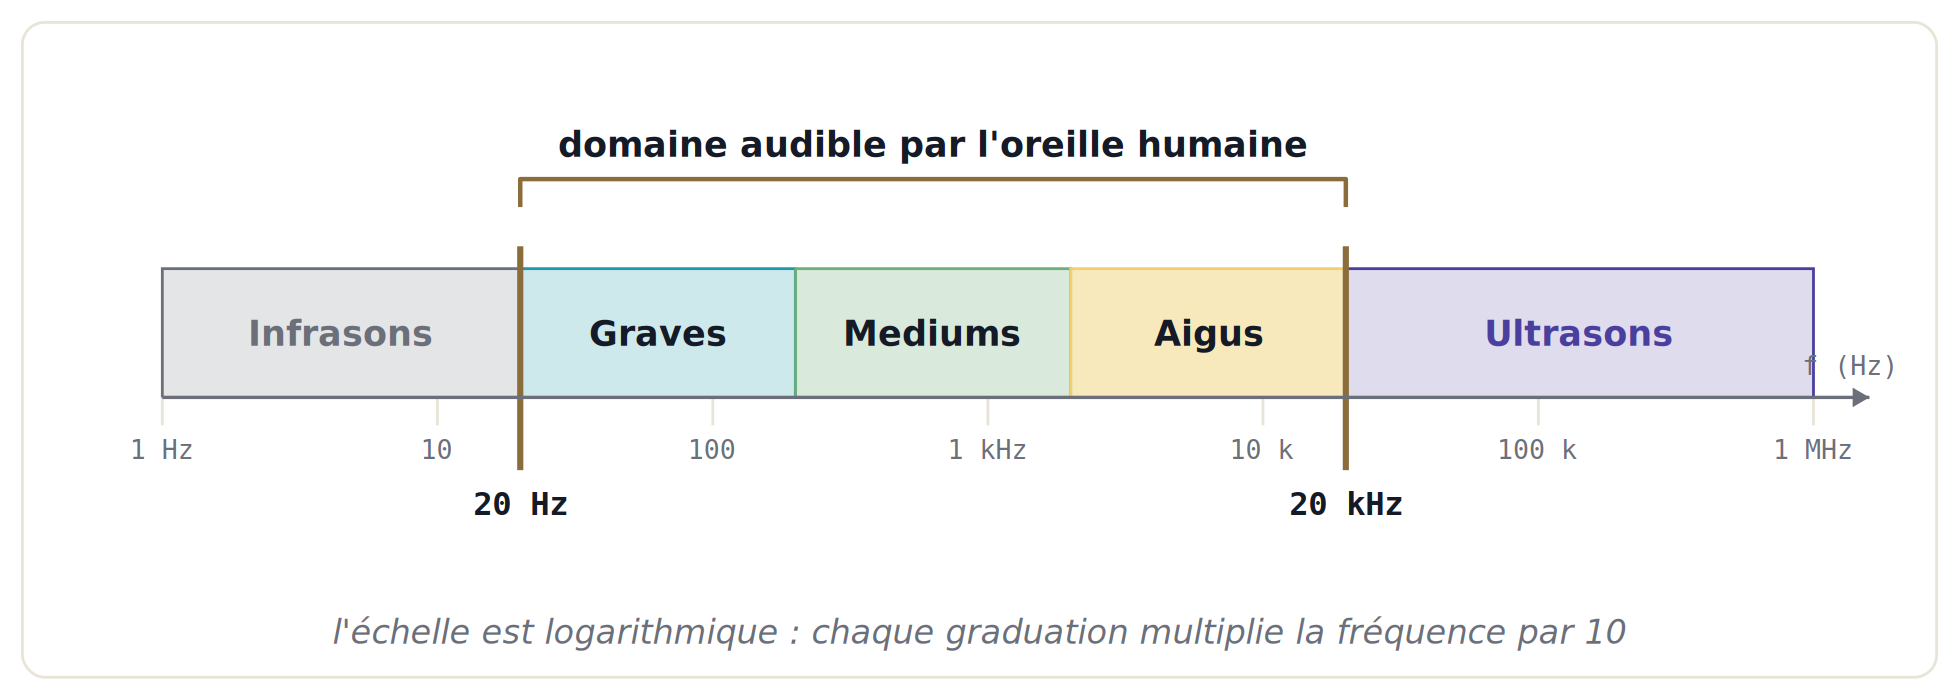 domaine audible par l'oreille humaine
Infrasons Graves Mediums Aigus Ultrasons
f (Hz)
1 Hz 10 100 1 kHz 10 k 100 k 1 MHz
20 Hz 20 kHz
l'échelle est logarithmique : chaque graduation multiplie la fréquence par 10